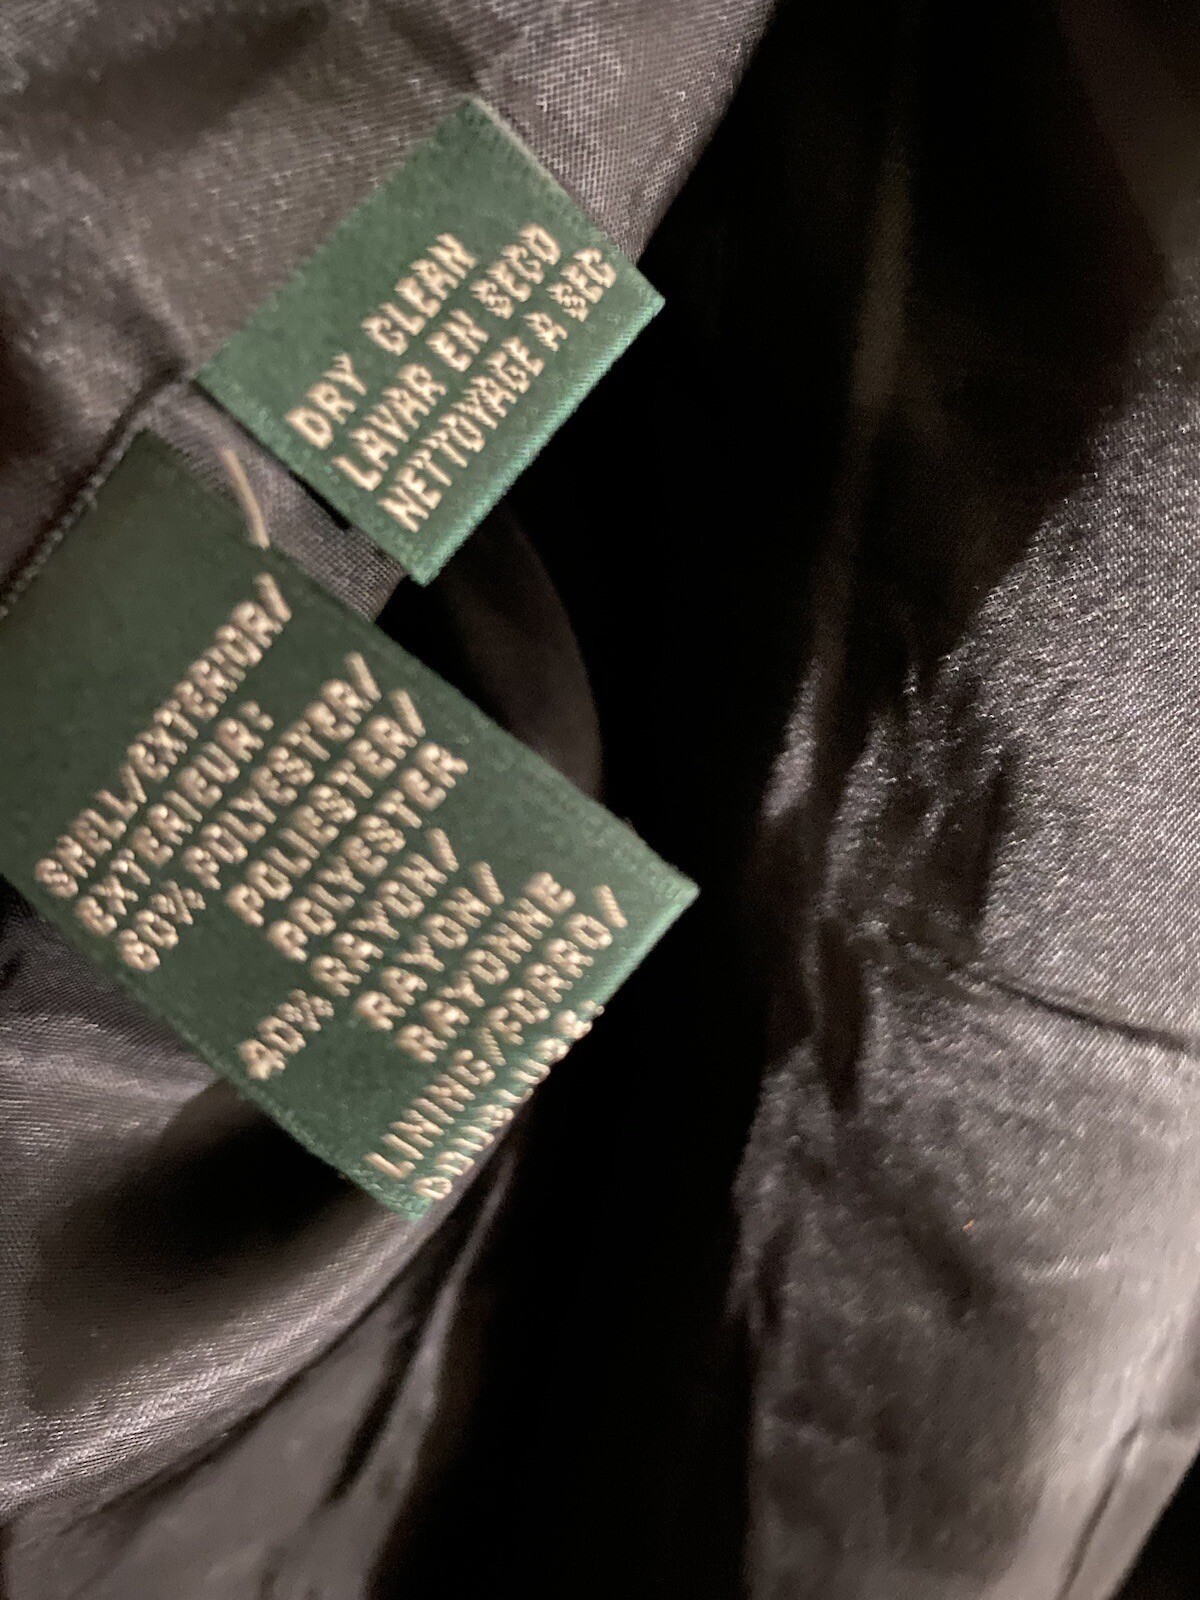 DRY CLEAN
LAVAR EN SECO
NETTOYAGE A SEC
SHELL/EXTERIOR/
EXTERIEUR:
60% POLYESTER/
POLIESTER/
POLYESTER
40% RAYON/
RAYON/
RAYONNE
LINING/FORRO/
DOUBLURE: